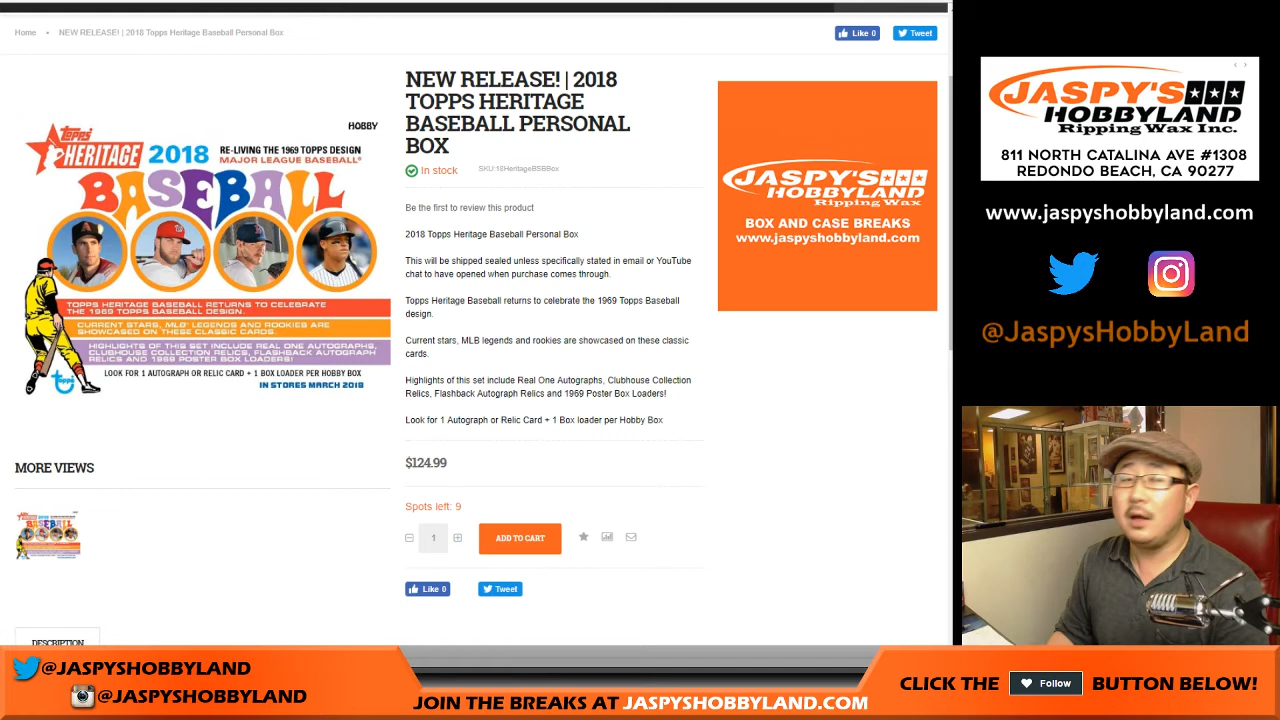 Home • NEW RELEASE! | 2018 Topps Heritage Baseball Personal Box
Like 0
Tweet
Topps
HERITAGE
2018
HOBBY
RE-LIVING THE 1969 TOPPS DESIGN
MAJOR LEAGUE BASEBALL®
BASEBALL
TOPPS HERITAGE BASEBALL RETURNS TO CELEBRATE
THE 1969 TOPPS BASEBALL DESIGN.
CURRENT STARS, MLB® LEGENDS AND ROOKIES ARE
SHOWCASED ON THESE CLASSIC CARDS.
HIGHLIGHTS OF THIS SET INCLUDE REAL ONE AUTOGRAPHS,
CLUBHOUSE COLLECTION RELICS, FLASHBACK AUTOGRAPH
RELICS AND 1969 POSTER BOX LOADERS!
LOOK FOR 1 AUTOGRAPH OR RELIC CARD + 1 BOX LOADER PER HOBBY BOX
topps
IN STORES MARCH 2018
MORE VIEWS
DESCRIPTION
NEW RELEASE! | 2018
TOPPS HERITAGE
BASEBALL PERSONAL
BOX
In stock
SKU:18HeritageBSBBox
Be the first to review this product
2018 Topps Heritage Baseball Personal Box
This will be shipped sealed unless specifically stated in email or YouTube
chat to have opened when purchase comes through.
Topps Heritage Baseball returns to celebrate the 1969 Topps Baseball
design.
Current stars, MLB legends and rookies are showcased on these classic
cards.
Highlights of this set include Real One Autographs, Clubhouse Collection
Relics, Flashback Autograph Relics and 1969 Poster Box Loaders!
Look for 1 Autograph or Relic Card + 1 Box loader per Hobby Box
$124.99
Spots left: 9
1
ADD TO CART
Like 0
Tweet
JASPY'S
HOBBYLAND
Ripping Wax
BOX AND CASE BREAKS
www.jaspyshobbyland.com
JASPY'S
HOBBYLAND
Ripping Wax Inc.
811 NORTH CATALINA AVE #1308
REDONDO BEACH, CA 90277
www.jaspyshobbyland.com
@JaspysHobbyLand
@JASPYSHOBBYLAND
@JASPYSHOBBYLAND
JOIN THE BREAKS AT JASPYSHOBBYLAND.COM
CLICK THE Follow BUTTON BELOW!